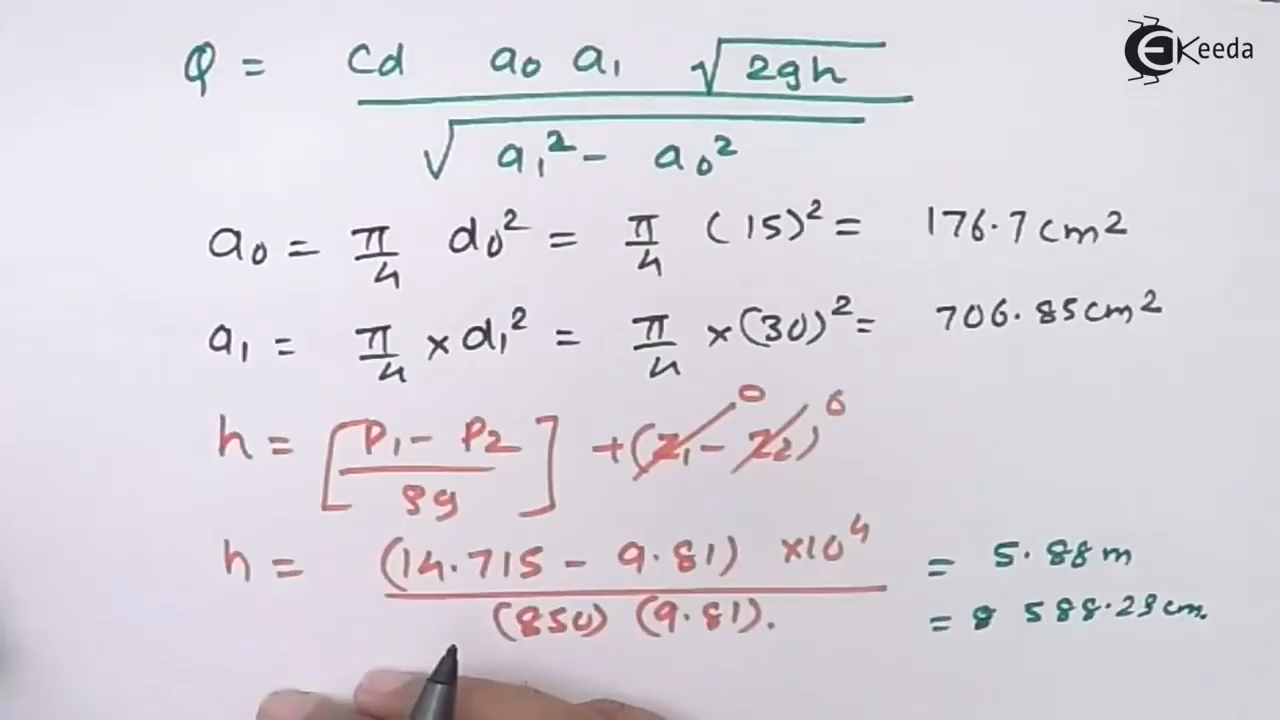 EKeeda
Q = Cd a₀ a₁ √2gh
√a₁² - a₀²
a₀ = π/4 d₀² = π/4 (15)² = 176.7 cm²
a₁ = π/4 × d₁² = π/4 × (30)² = 706.85 cm²
h = [P₁ - P₂ / ρg] + (Z₁ - Z₂) 0 0
h = (14.715 - 9.81) × 10⁴ = 5.88 m
(850) (9.81). = 8 588.23 cm.